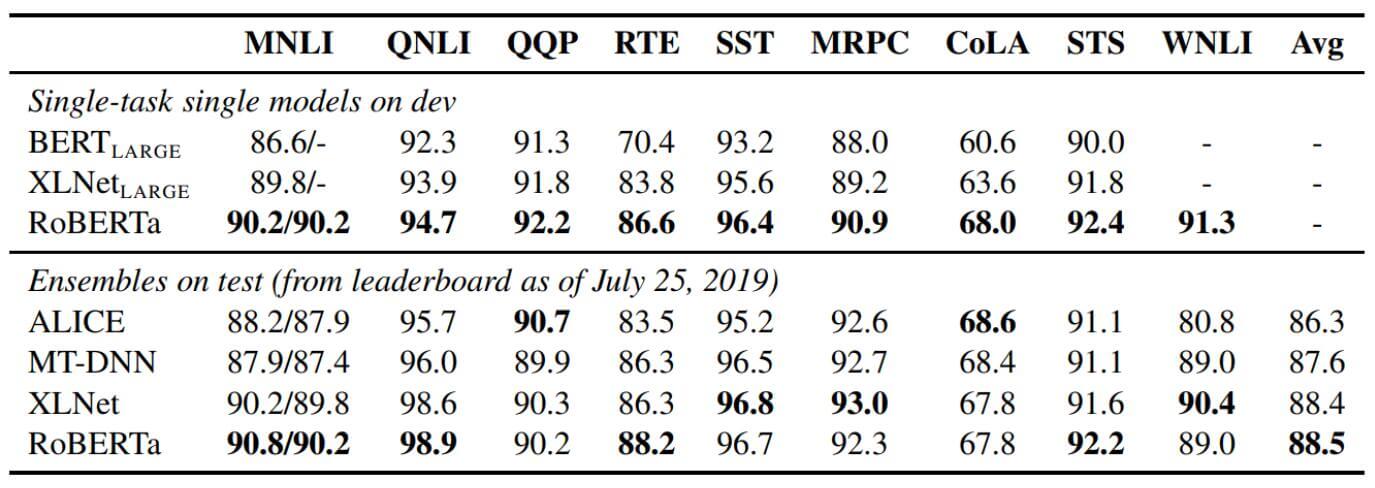 MNLI QNLI QQP RTE SST MRPC CoLA STS WNLI Avg
Single-task single models on dev
BERTLARGE 86.6/- 92.3 91.3 70.4 93.2 88.0 60.6 90.0 - -
XLNetLARGE 89.8/- 93.9 91.8 83.8 95.6 89.2 63.6 91.8 - -
RoBERTa 90.2/90.2 94.7 92.2 86.6 96.4 90.9 68.0 92.4 91.3 -
Ensembles on test (from leaderboard as of July 25, 2019)
ALICE 88.2/87.9 95.7 90.7 83.5 95.2 92.6 68.6 91.1 80.8 86.3
MT-DNN 87.9/87.4 96.0 89.9 86.3 96.5 92.7 68.4 91.1 89.0 87.6
XLNet 90.2/89.8 98.6 90.3 86.3 96.8 93.0 67.8 91.6 90.4 88.4
RoBERTa 90.8/90.2 98.9 90.2 88.2 96.7 92.3 67.8 92.2 89.0 88.5